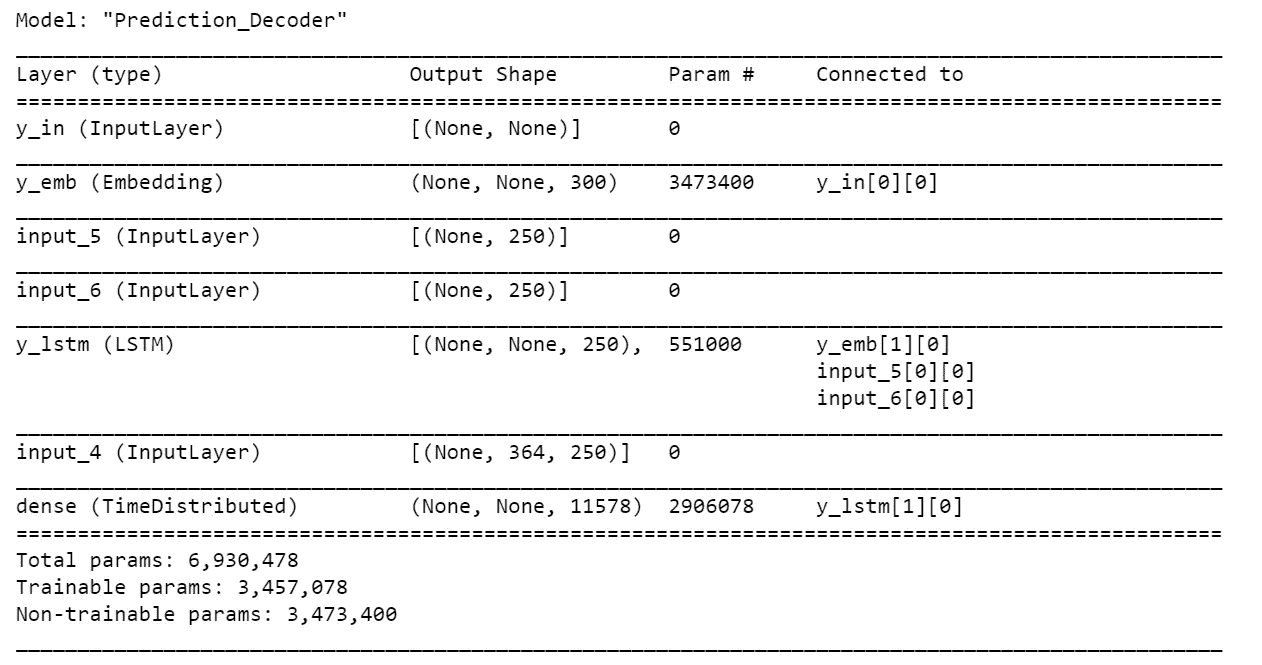 Model: "Prediction_Decoder"
Layer (type) Output Shape Param # Connected to
y_in (InputLayer) [(None, None)] 0
y_emb (Embedding) (None, None, 300) 3473400 y_in[0][0]
input_5 (InputLayer) [(None, 250)] 0
input_6 (InputLayer) [(None, 250)] 0
y_lstm (LSTM) [(None, None, 250), 551000 y_emb[1][0]
input_5[0][0]
input_6[0][0]
input_4 (InputLayer) [(None, 364, 250)] 0
dense (TimeDistributed) (None, None, 11578) 2906078 y_lstm[1][0]
Total params: 6,930,478
Trainable params: 3,457,078
Non-trainable params: 3,473,400